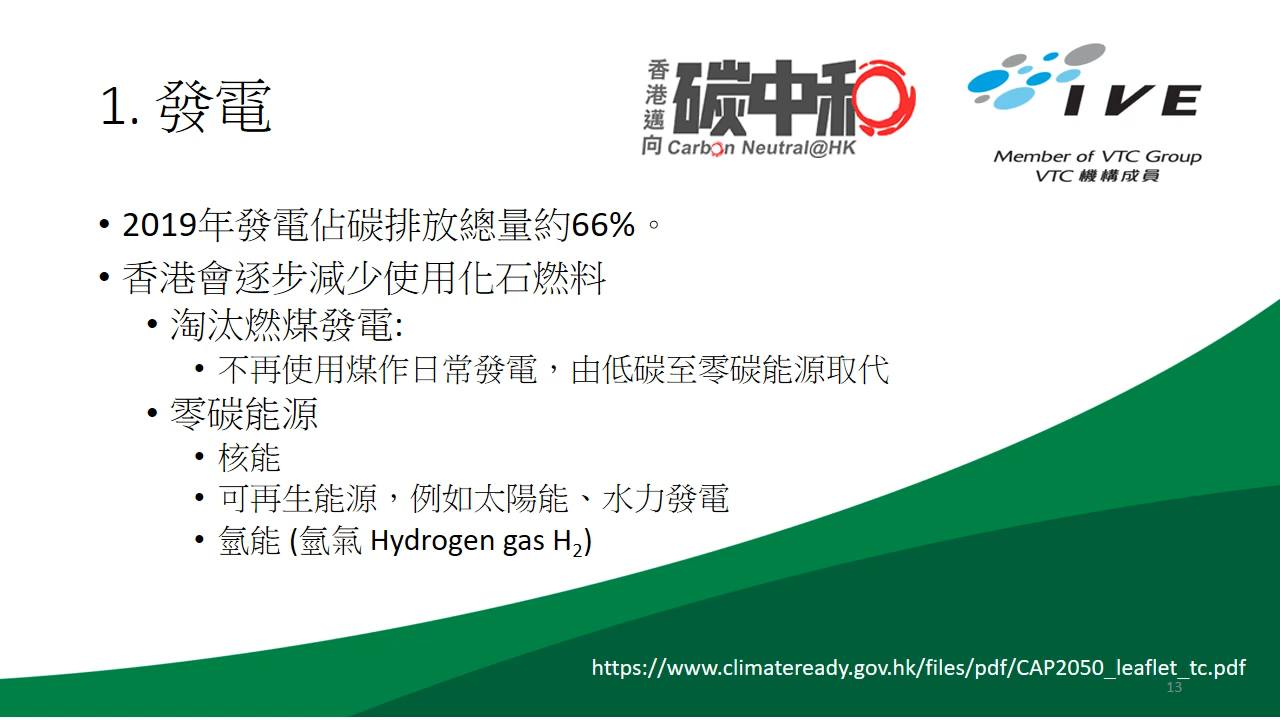 1. 發電
香港邁向
碳中和
Carbon Neutral@HK
IVE
Member of VTC Group
VTC 機構成員
• 2019年發電佔碳排放總量約66%。
• 香港會逐步減少使用化石燃料
• 淘汰燃煤發電:
• 不再使用煤作日常發電，由低碳至零碳能源取代
• 零碳能源
• 核能
• 可再生能源，例如太陽能、水力發電
• 氫能 (氫氣 Hydrogen gas H₂)
https://www.climateready.gov.hk/files/pdf/CAP2050_leaflet_tc.pdf
13